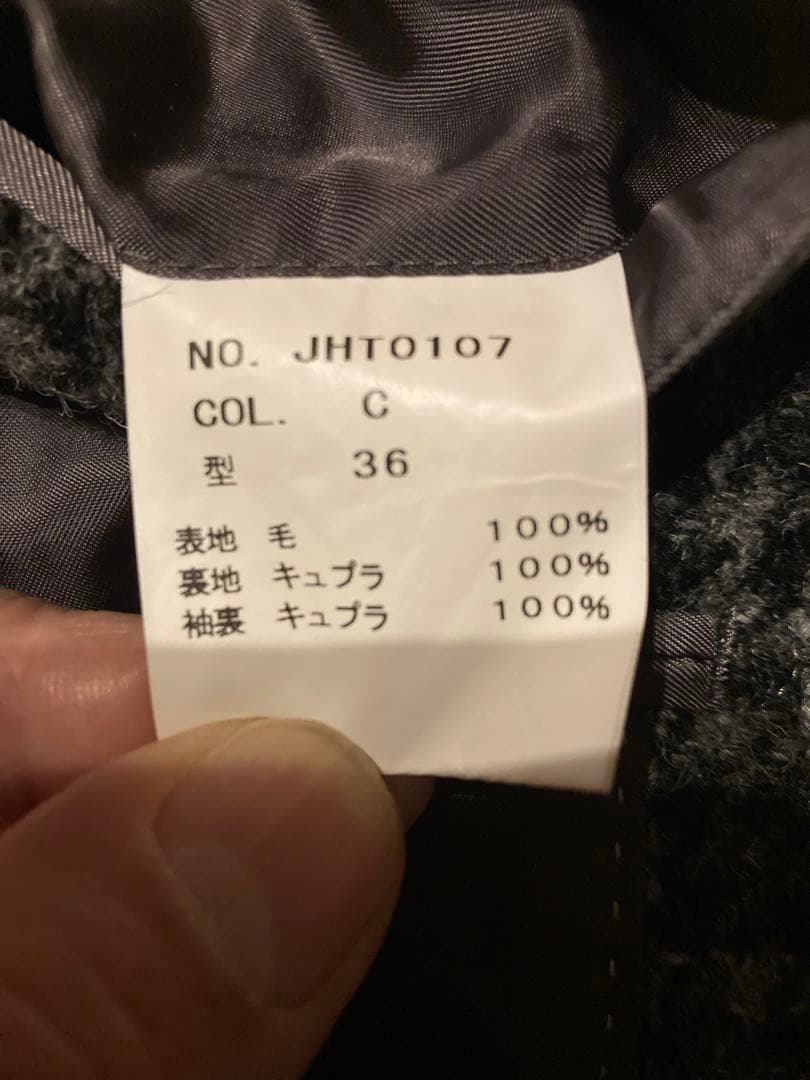 NO. JHT0107
COL. C
型 36
表地 毛 100%
裏地 キュプラ 100%
袖裏 キュプラ 100%